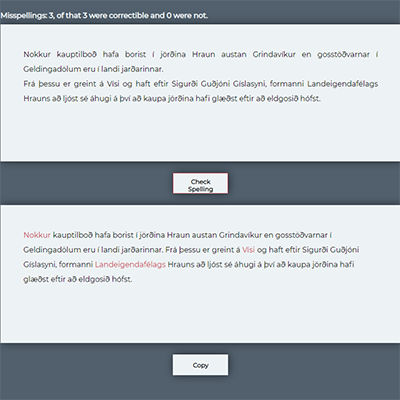 Misspellings: 3, of that 3 were correctible and 0 were not.
Nokkur kauptilboð hafa borist í jörðina Hraun austan Grindavíkur en gosstöðvarnar í
Geldingadölum eru í landi jarðarinnar.
Frá þessu er greint á Vísi og haft eftir Sigurði Guðjóni Gíslasyni, formanni Landeigendafélags
Hrauns að ljóst sé áhugi á því að kaupa jörðina hafi glæðst eftir að eldgosið hófst.
Check
Spelling
Nokkur kauptilboð hafa borist í jörðina Hraun austan Grindavíkur en gosstöðvarnar í
Geldingadölum eru í landi jarðarinnar. Frá þessu er greint á Vísi og haft eftir Sigurði Guðjóni
Gíslasyni, formanni Landeigendafélags Hrauns að ljóst sé áhugi á því að kaupa jörðina hafi
glæðst eftir að eldgosið hófst.
Copy